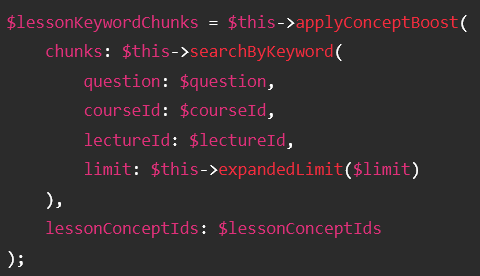 $lessonKeywordChunks = $this->applyConceptBoost(
    chunks: $this->searchByKeyword(
        question: $question,
        courseId: $courseId,
        lectureId: $lectureId,
        limit: $this->expandedLimit($limit)
    ),
    lessonConceptIds: $lessonConceptIds
);